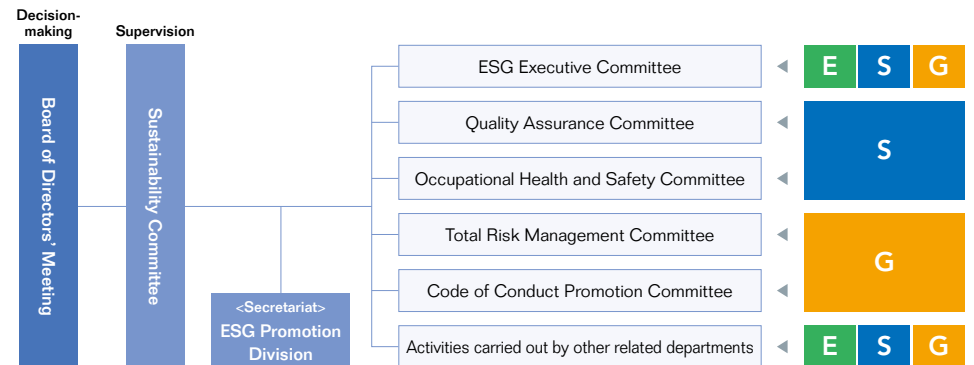 Decision-
making
Supervision
Board of Directors' Meeting
Sustainability Committee
<Secretariat>
ESG Promotion
Division
ESG Executive Committee
E S G
Quality Assurance Committee
S
Occupational Health and Safety Committee
Total Risk Management Committee
G
Code of Conduct Promotion Committee
Activities carried out by other related departments
E S G